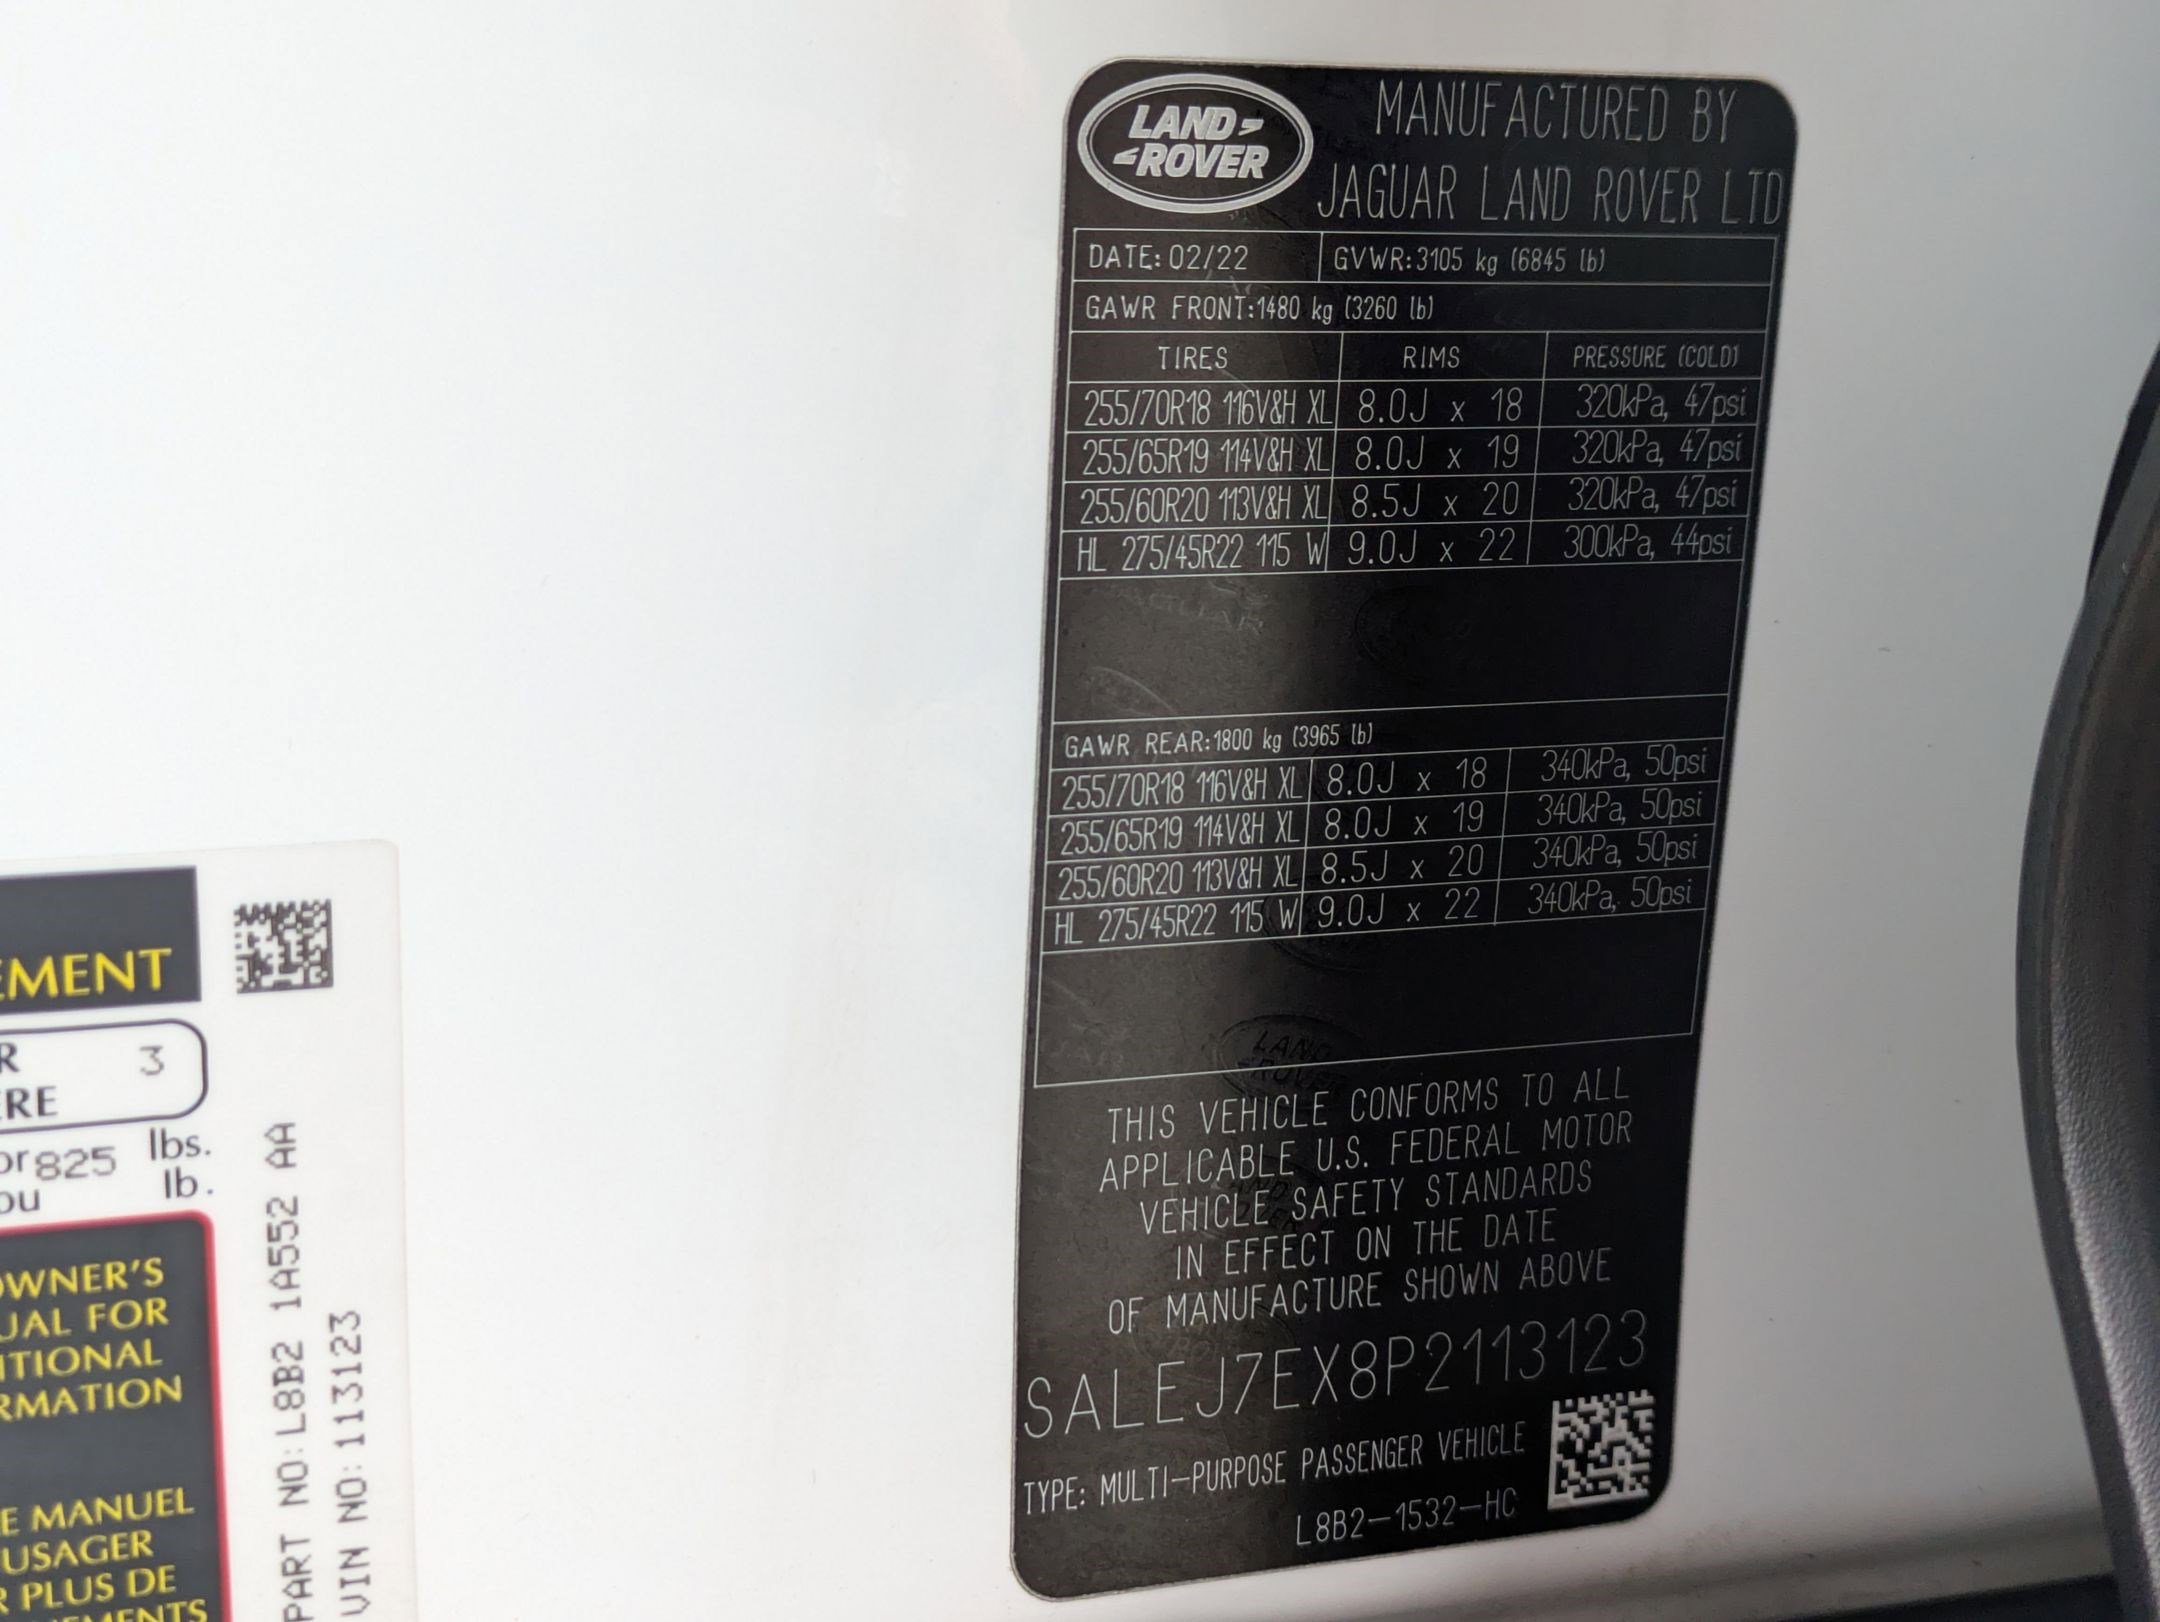 LAND
ROVER
MANUFACTURED BY
JAGUAR LAND ROVER LTD
DATE: 02/22 GVWR: 3105 kg (6845 lb)
GAWR FRONT: 1480 kg (3260 lb)
TIRES RIMS PRESSURE (COLD)
255/70R18 116V&H XL 8.0J x 18 320kPa, 47psi
255/65R19 114V&H XL 8.0J x 19 320kPa, 47psi
255/60R20 113V&H XL 8.5J x 20 320kPa, 47psi
HL 275/45R22 115 W 9.0J x 22 300kPa, 44psi
GAWR REAR: 1800 kg (3965 lb)
255/70R18 116V&H XL 8.0J x 18 340kPa, 50psi
255/65R19 114V&H XL 8.0J x 19 340kPa, 50psi
255/60R20 113V&H XL 8.5J x 20 340kPa, 50psi
HL 275/45R22 115 W 9.0J x 22 340kPa, 50psi
THIS VEHICLE CONFORMS TO ALL
APPLICABLE U.S. FEDERAL MOTOR
VEHICLE SAFETY STANDARDS
IN EFFECT ON THE DATE
OF MANUFACTURE SHOWN ABOVE
SALEJ7EX8P2113123
TYPE: MULTI-PURPOSE PASSENGER VEHICLE
L8B2-1532-HC
EMENT
R 3
RE
or 825 lbs.
ou lb.
OWNER'S
UAL FOR
ITIONAL
RMATION
E MANUEL
USAGER
R PLUS DE
EMENTS
PART NO: L8B2 1A552 AA
VIN NO: 113123